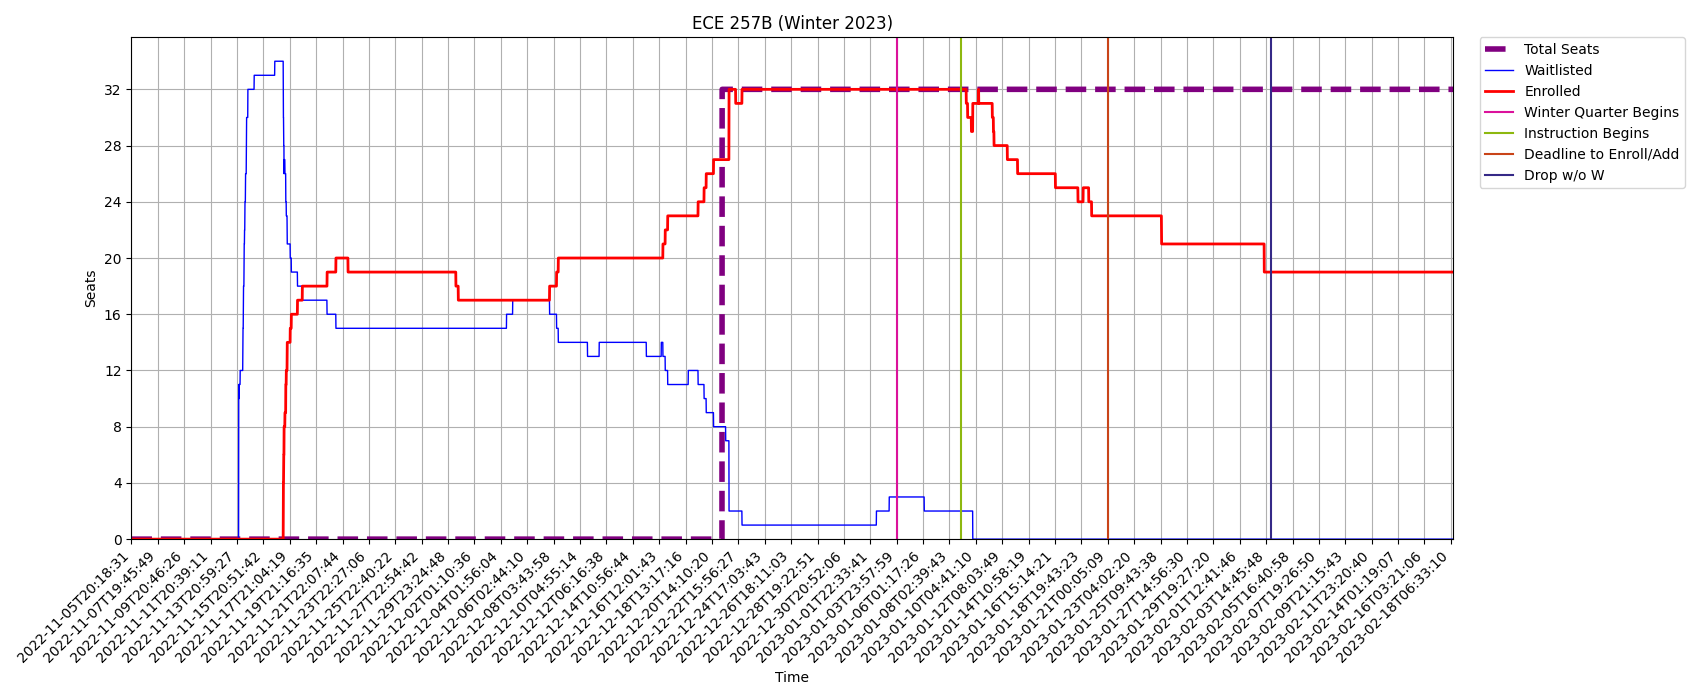 ECE 257B (Winter 2023)
Total Seats
Waitlisted
Enrolled
Winter Quarter Begins
Instruction Begins
Deadline to Enroll/Add
Drop w/o W
Seats
32
28
24
20
16
12
8
4
0
2022-11-05T20:18:31
2022-11-07T19:45:49
2022-11-09T20:46:26
2022-11-11T20:39:11
2022-11-13T20:59:27
2022-11-15T20:51:42
2022-11-17T21:04:19
2022-11-19T21:16:35
2022-11-21T22:07:44
2022-11-23T22:27:06
2022-11-25T22:40:22
2022-11-27T22:54:42
2022-11-29T23:24:48
2022-12-02T01:10:36
2022-12-04T01:56:04
2022-12-06T02:44:10
2022-12-08T03:43:58
2022-12-10T04:55:14
2022-12-12T06:16:38
2022-12-14T10:56:44
2022-12-16T12:01:43
2022-12-18T13:17:16
2022-12-20T14:10:20
2022-12-22T15:56:27
2022-12-24T17:03:43
2022-12-26T18:11:03
2022-12-28T19:22:51
2022-12-30T20:52:06
2023-01-01T22:33:41
2023-01-03T23:57:59
2023-01-06T01:17:26
2023-01-08T02:39:43
2023-01-10T04:41:10
2023-01-12T08:03:49
2023-01-14T10:58:19
2023-01-16T15:14:21
2023-01-18T19:43:23
2023-01-21T00:05:09
2023-01-23T04:02:20
2023-01-25T09:43:38
2023-01-27T14:56:30
2023-01-29T19:27:20
2023-02-01T12:41:46
2023-02-03T14:45:48
2023-02-05T16:40:58
2023-02-07T19:26:50
2023-02-09T21:15:43
2023-02-11T23:20:40
2023-02-14T01:19:07
2023-02-16T03:21:06
2023-02-18T06:33:10
Time